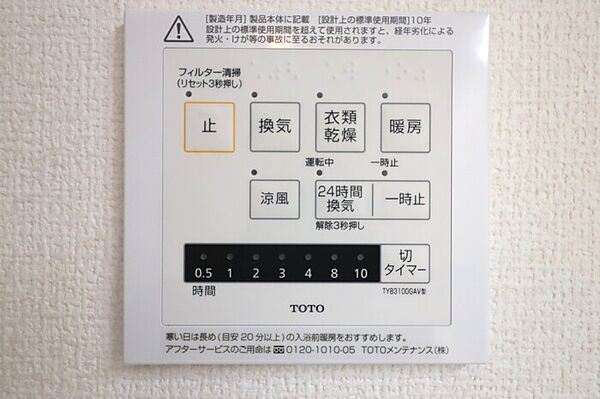 [製造年月] 製品本体に記載 [設計上の標準使用期間]10年
設計上の標準使用期間を超えて使用されますと、経年劣化による
発火・けが等の事故に至るおそれがあります。
フィルター清掃
(リセット3秒押し)
止 換気 衣類乾燥 暖房
運転中 一時止
涼風 24時間換気 一時止
解除3秒押し
0.5 1 2 3 4 8 10 切タイマー
時間
TYB3100GAV型
TOTO
寒い日は長め(目安20分以上)の入浴前暖房をおすすめします。
アフターサービスのご用命は 0120-1010-05 TOTOメンテナンス(株)